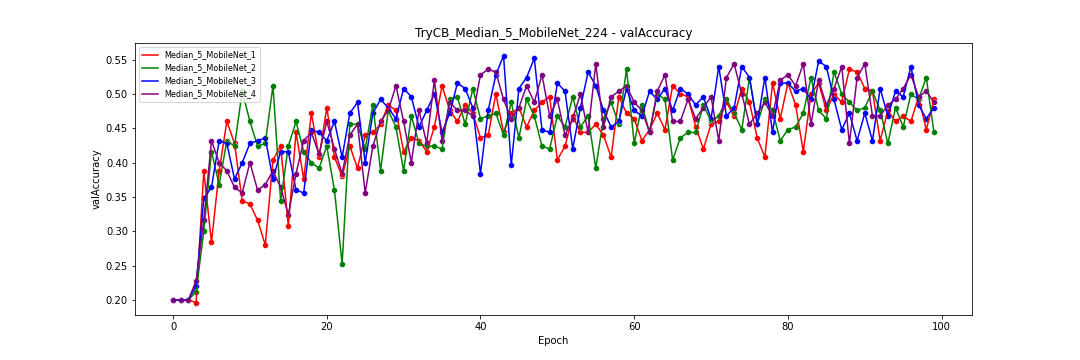 TryCB_Median_5_MobileNet_224 - valAccuracy
Median_5_MobileNet_1
Median_5_MobileNet_2
Median_5_MobileNet_3
Median_5_MobileNet_4
valAccuracy
0.55
0.50
0.45
0.40
0.35
0.30
0.25
0.20
0 20 40 60 80 100
Epoch